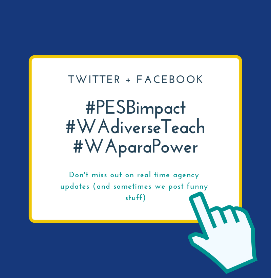 TWITTER + FACEBOOK
#PESBimpact
#WAdiverseTeach
#WAparaPower
Don't miss out on real time agency
updates (and sometimes we post funny
stuff)